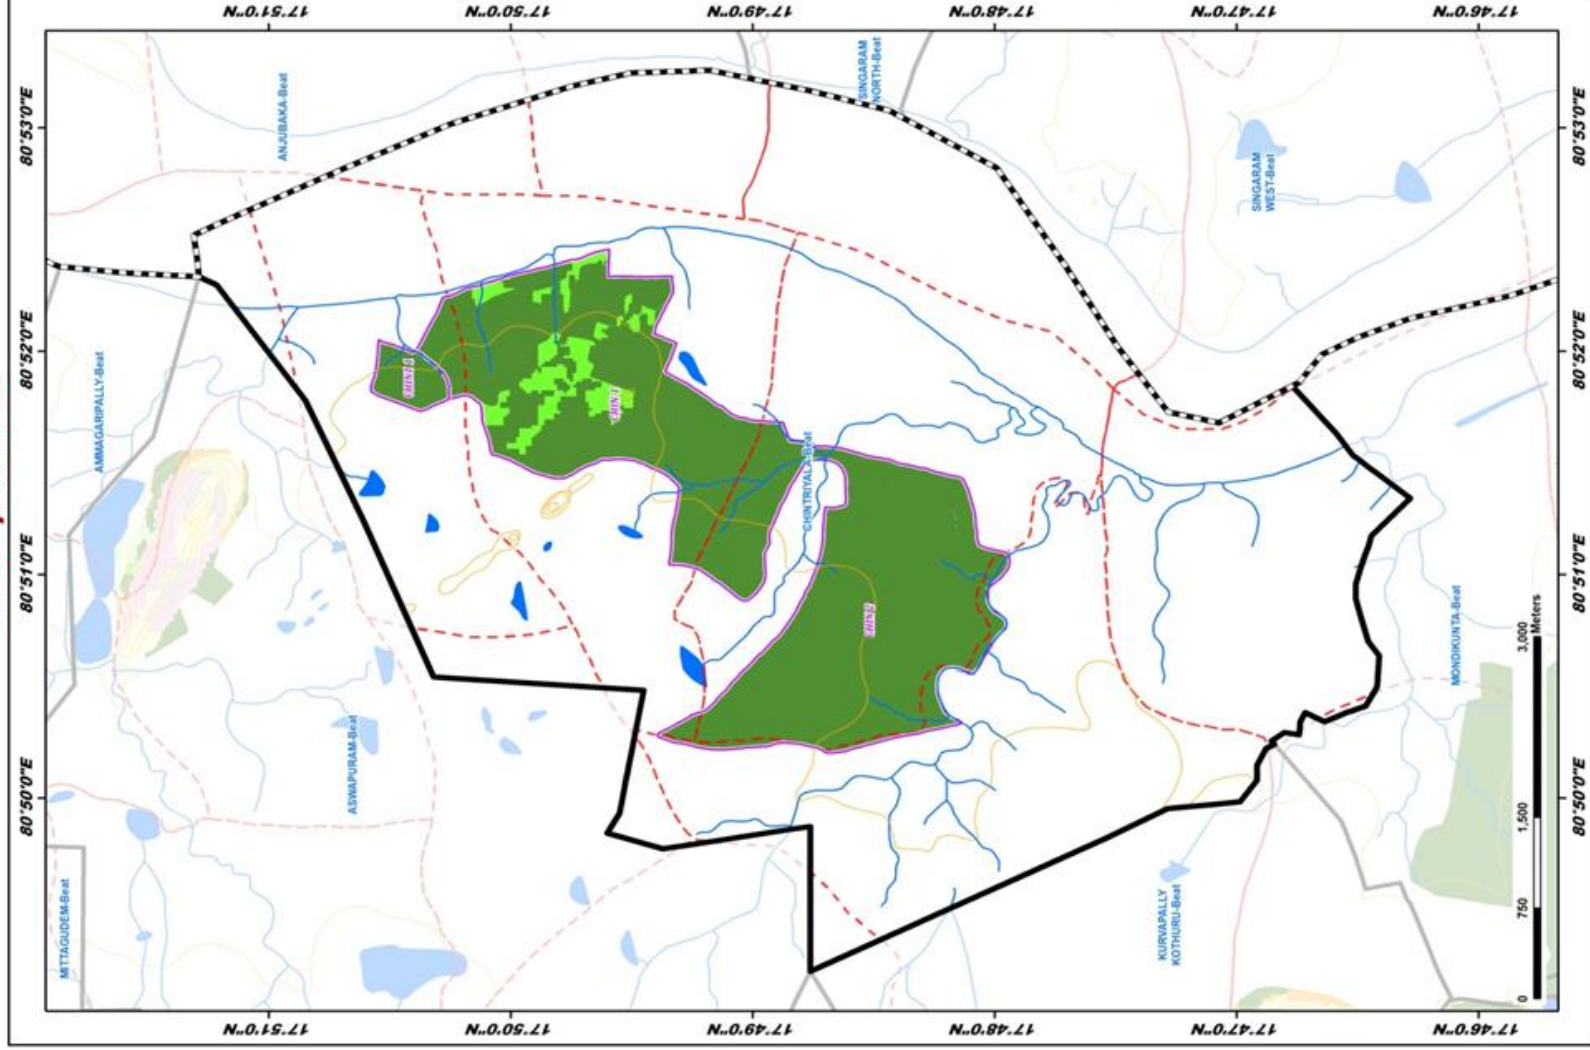 17°51'0"N
17°50'0"N
17°49'0"N
17°48'0"N
17°47'0"N
17°46'0"N
80°53'0"E
80°53'0"E
ANJUBAKA-Beat
SINGARAM
NORTH-Beat
SINGARAM
WEST-Beat
80°52'0"E
80°52'0"E
AMMAGARIPALLY-Beat
CHINTRIYALA-Beat
80°51'0"E
80°51'0"E
MONDIKUNTA-Beat
ASWAPURAM-Beat
80°50'0"E
80°50'0"E
MITTAGUDEM-Beat
KURVAPALLY
KOTHURU-Beat
0
750
1,500
3,000
Meters
17°51'0"N
17°50'0"N
17°49'0"N
17°48'0"N
17°47'0"N
17°46'0"N